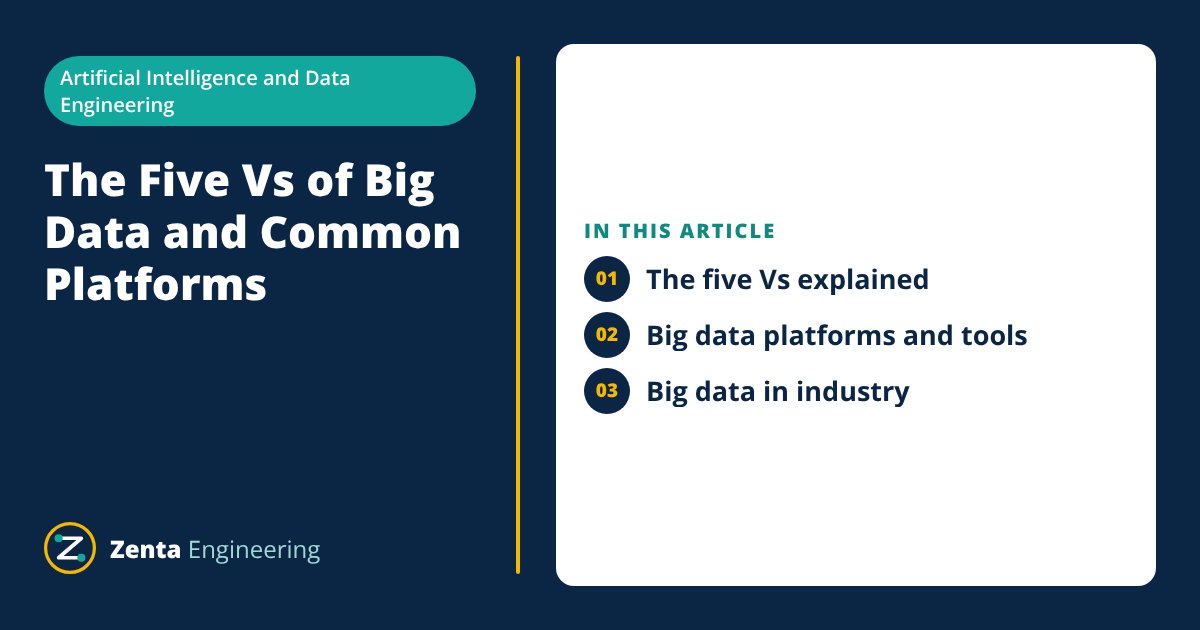 Artificial Intelligence and Data
Engineering
The Five Vs of Big
Data and Common
Platforms
Zenta Engineering
IN THIS ARTICLE
01 The five Vs explained
02 Big data platforms and tools
03 Big data in industry